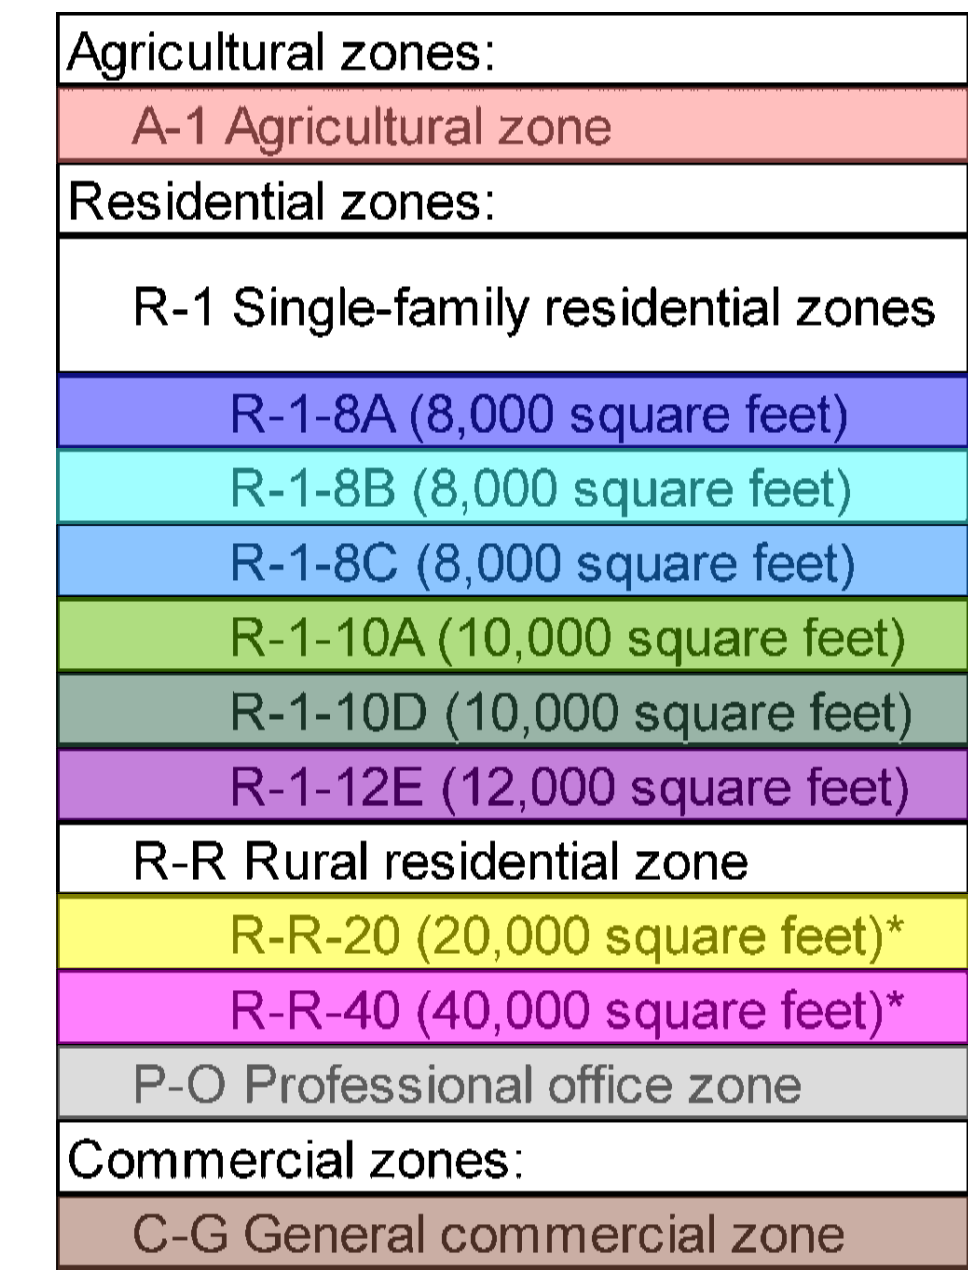 Agricultural zones:
A-1 Agricultural zone
Residential zones:
R-1 Single-family residential zones
R-1-8A (8,000 square feet)
R-1-8B (8,000 square feet)
R-1-8C (8,000 square feet)
R-1-10A (10,000 square feet)
R-1-10D (10,000 square feet)
R-1-12E (12,000 square feet)
R-R Rural residential zone
R-R-20 (20,000 square feet)*
R-R-40 (40,000 square feet)*
P-O Professional office zone
Commercial zones:
C-G General commercial zone